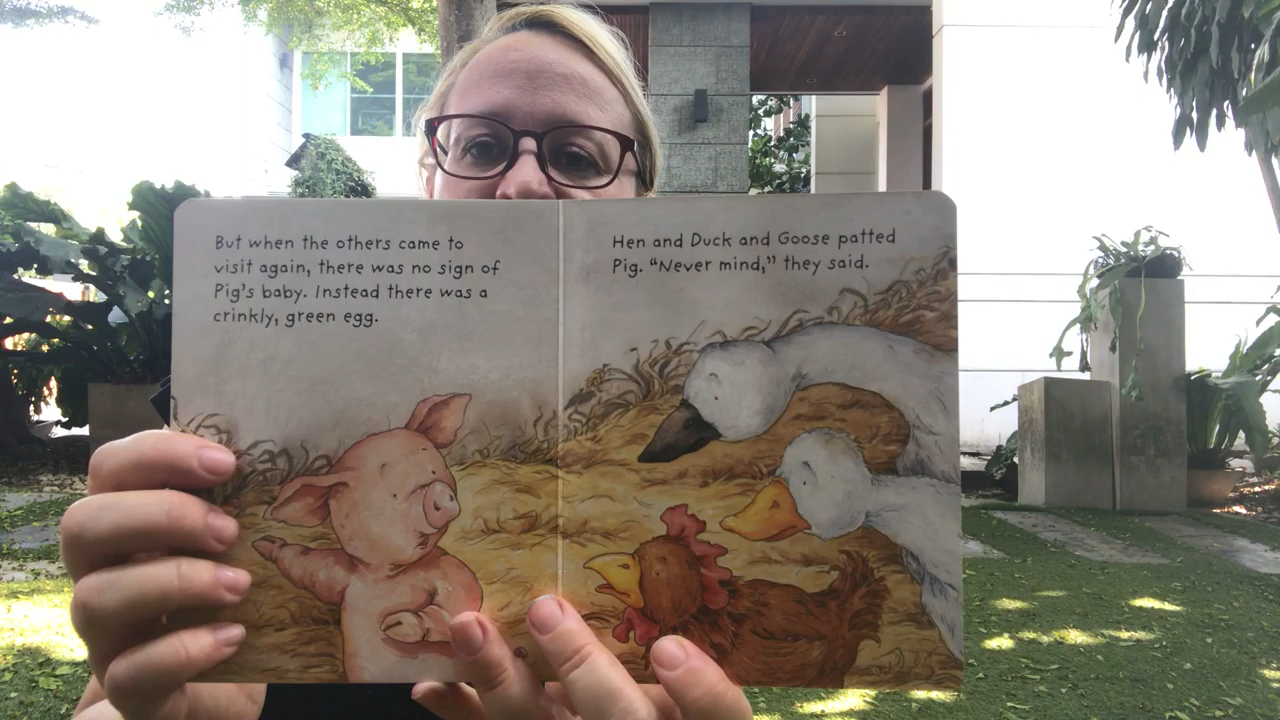 But when the others came to
visit again, there was no sign of
Pig's baby. Instead there was a
crinkly, green egg.
Hen and Duck and Goose patted
Pig. “Never mind,” they said.